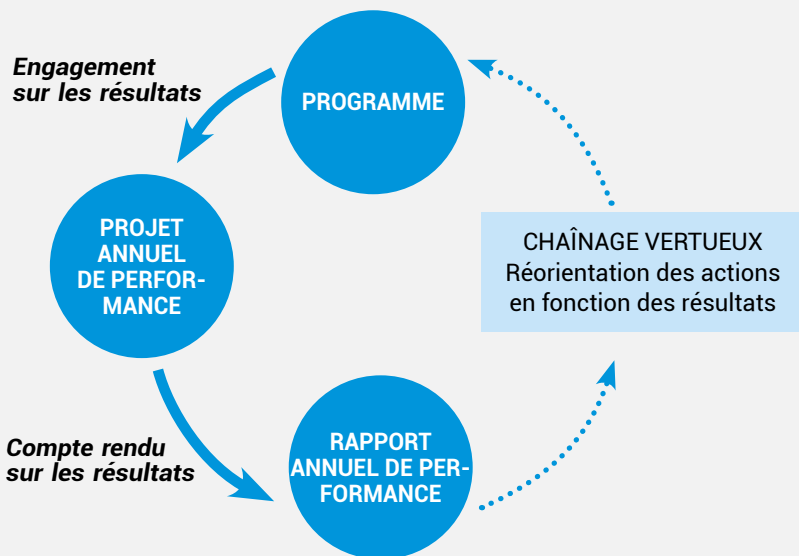 Engagement
sur les résultats
PROGRAMME
PROJET
ANNUEL
DE PERFOR-
MANCE
CHAÎNAGE VERTUEUX
Réorientation des actions
en fonction des résultats
Compte rendu
sur les résultats
RAPPORT
ANNUEL DE PER-
FORMANCE